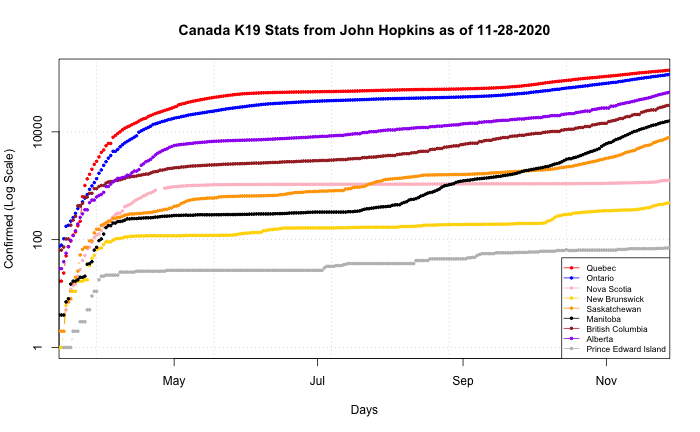 Canada K19 Stats from John Hopkins as of 11-28-2020
Confirmed (Log Scale)
10000
100
1
May
Jul
Sep
Nov
Days
Quebec
Ontario
Nova Scotia
New Brunswick
Saskatchewan
Manitoba
British Columbia
Alberta
Prince Edward Island